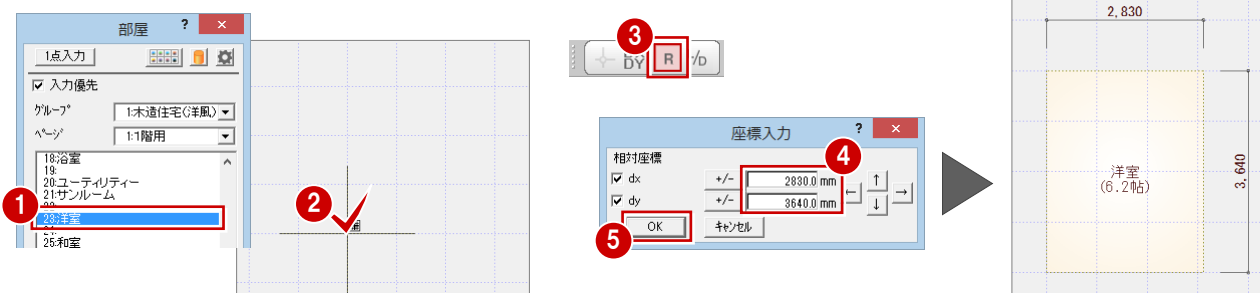 部屋 ? ×
1点入力
入力優先
ｸﾞﾙｰﾌﾟ 1:木造住宅(洋風)
ﾍﾟｰｼﾞ 1:1階用
18:浴室
19:
20:ユーティリティー
21:サンルーム
1
23:洋室
25:和室
2
3
DY R /D
座標入力 ? ×
相対座標
4
dx +/- 2830.0 mm ← ↑ →
dy +/- 3640.0 mm ↓
5
OK ｷｬﾝｾﾙ
2,830
3,640
洋室
(6.2帖)